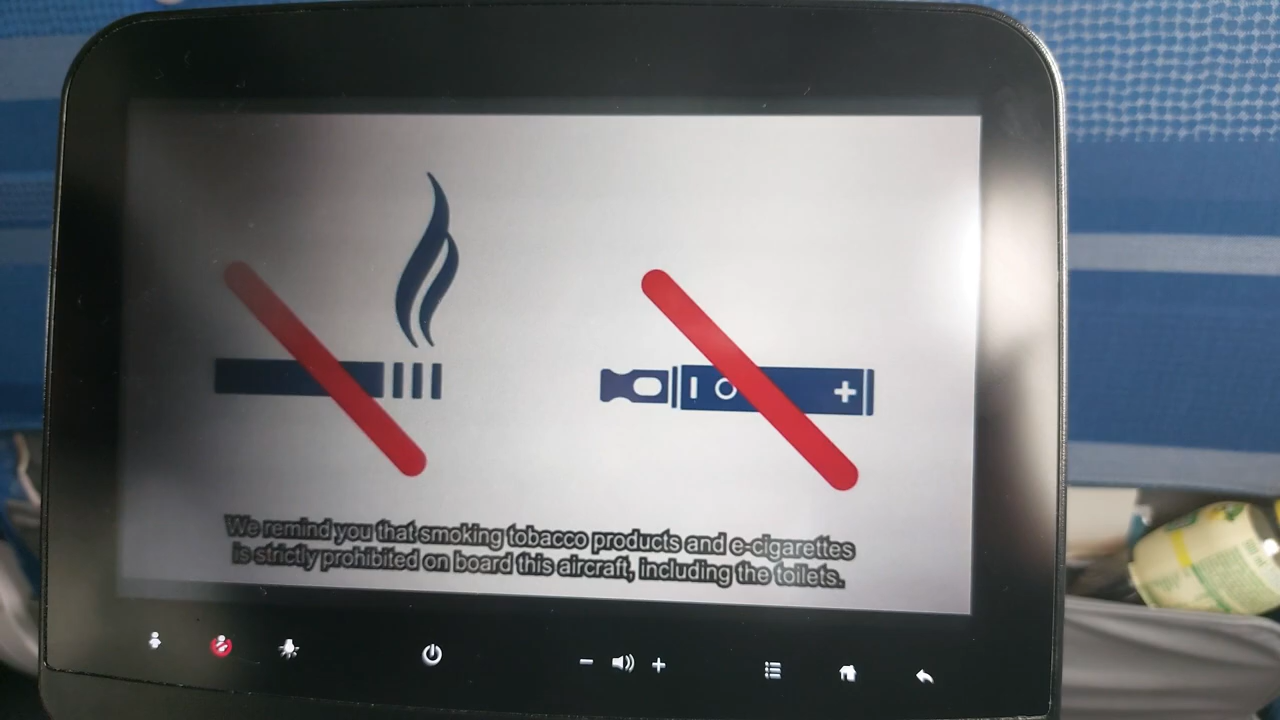 We remind you that smoking tobacco products and e-cigarettes
is strictly prohibited on board this aircraft, including the toilets.